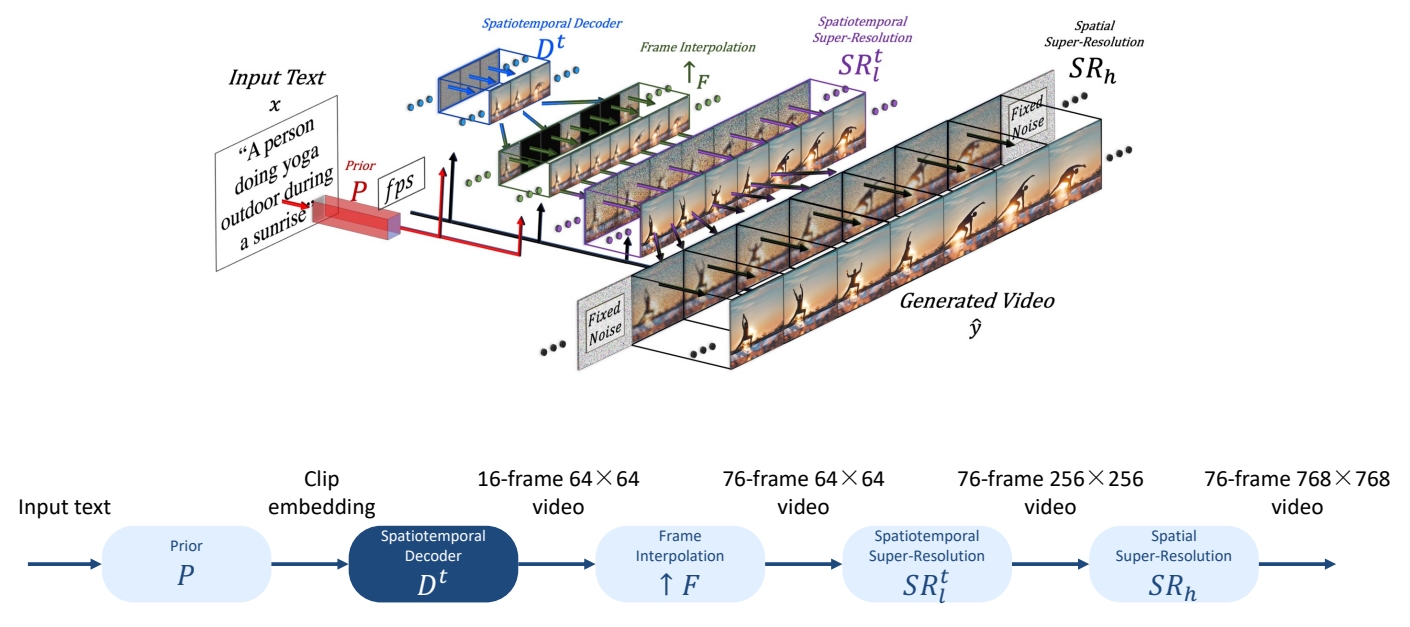 Spatiotemporal Decoder
D^t
Frame Interpolation
↑_F
Spatiotemporal
Super-Resolution
SR_l^t
Spatial
Super-Resolution
SR_h
Input Text
x
“A person
doing yoga
outdoor during
a sunrise”
Prior
P
fps
Fixed
Noise
Fixed
Noise
Generated Video
ŷ
Input text
Clip
embedding
16-frame 64×64
video
76-frame 64×64
video
76-frame 256×256
video
76-frame 768×768
video
Prior
P
Spatiotemporal
Decoder
D^t
Frame
Interpolation
↑ F
Spatiotemporal
Super-Resolution
SR_l^t
Spatial
Super-Resolution
SR_h